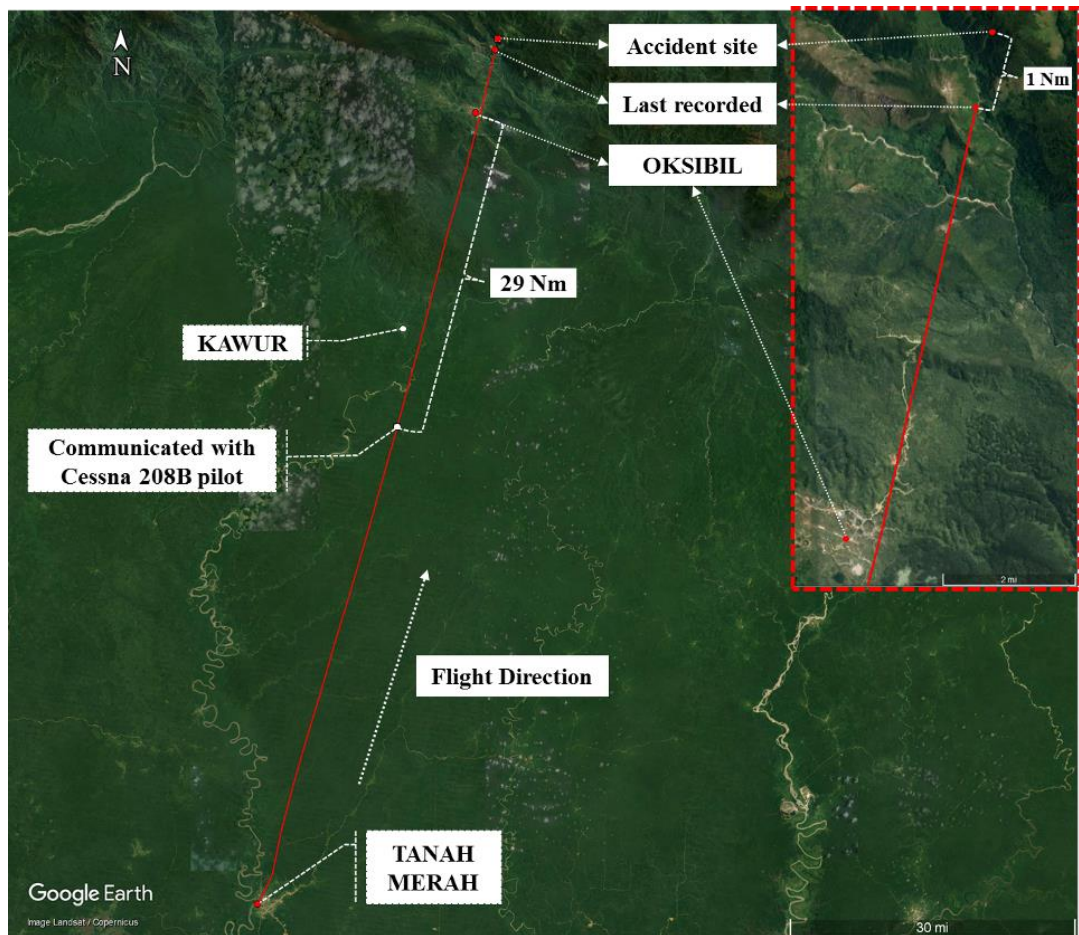 N
Accident site
1 Nm
Last recorded
OKSIBIL
29 Nm
KAWUR
Communicated with
Cessna 208B pilot
2 mi
Flight Direction
TANAH
MERAH
Google Earth
Image Landsat / Copernicus
30 mi